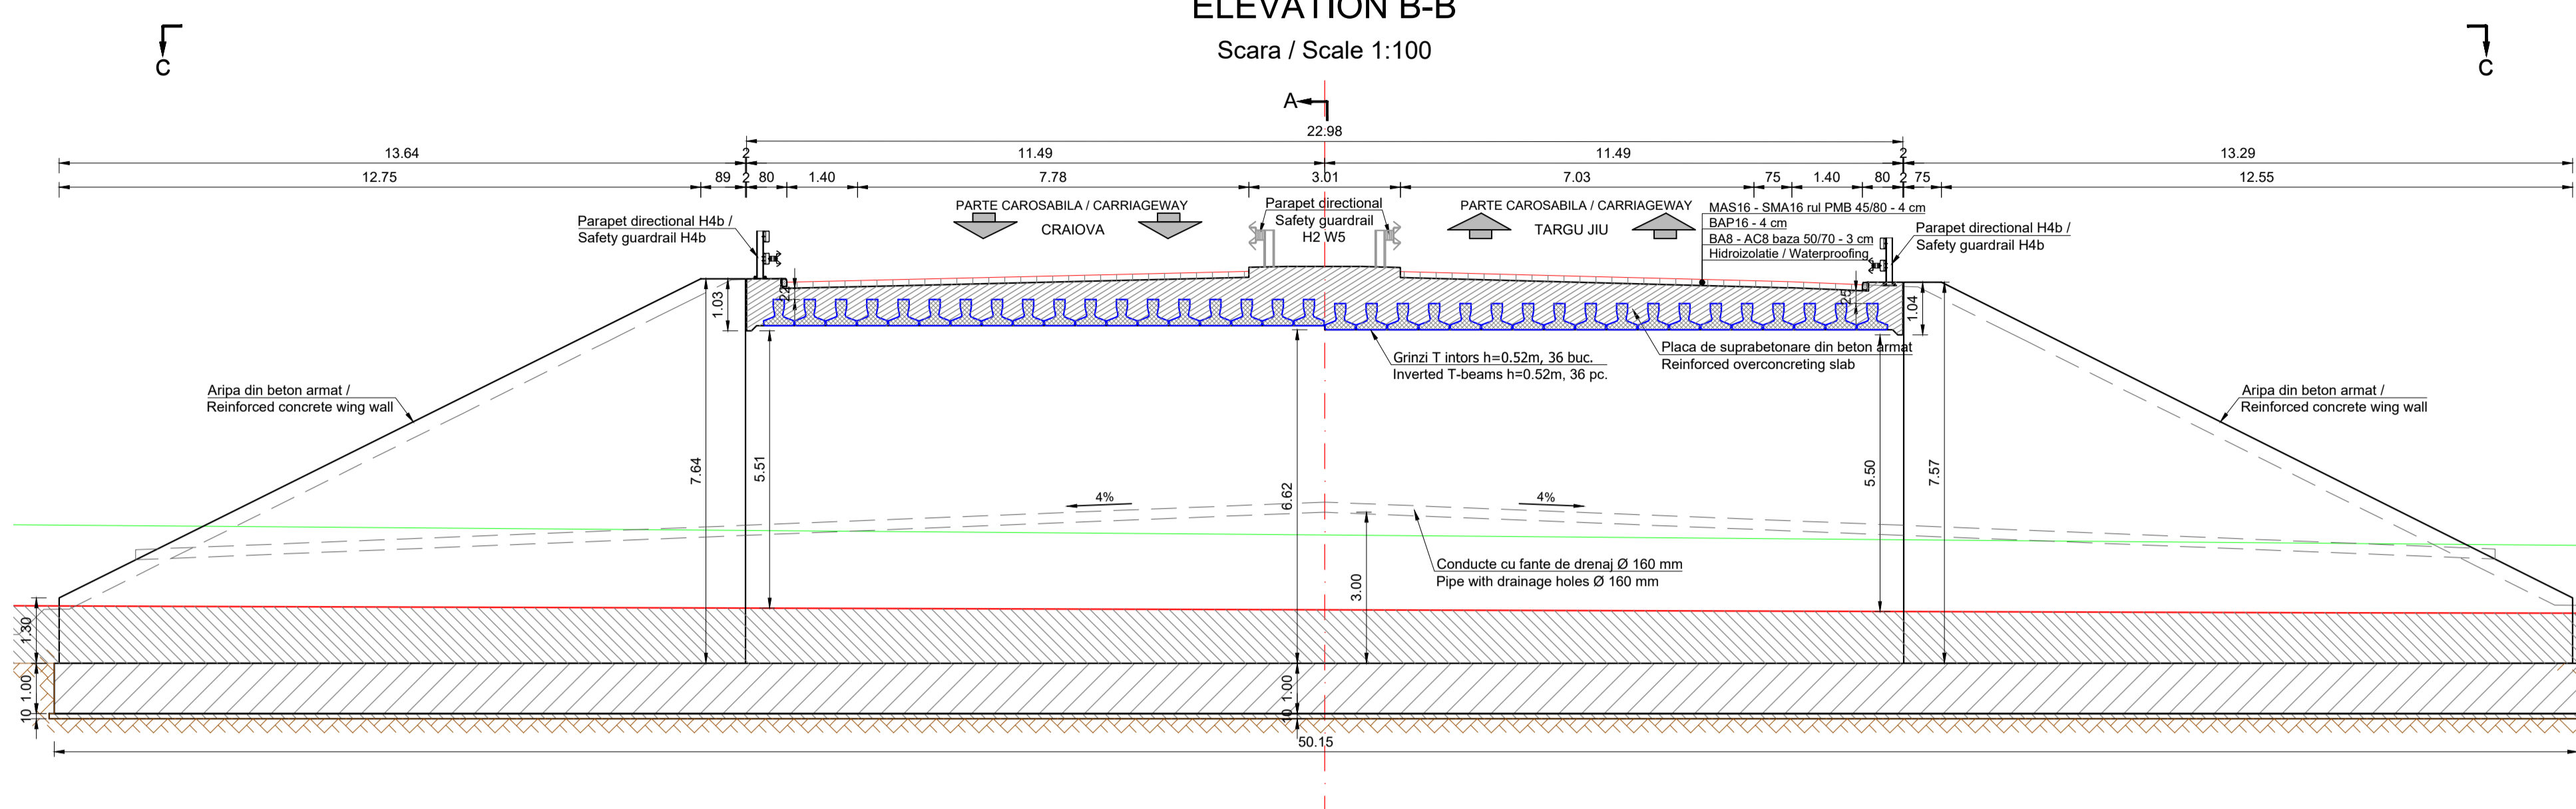 ELEVATION B-B
Scara / Scale 1:100
C
C
A
22.98
13.64
2
11.49
11.49
2
13.29
12.75
89
2
80
1.40
7.78
3.01
7.03
75
1.40
80
2
75
12.55
Parapet directional H4b /
Safety guardrail H4b
PARTE CAROSABILA / CARRIAGEWAY
CRAIOVA
Parapet directional
Safety guardrail
H2 W5
PARTE CAROSABILA / CARRIAGEWAY
TARGU JIU
MAS16 - SMA16 rul PMB 45/80 - 4 cm
BAP16 - 4 cm
BA8 - AC8 baza 50/70 - 3 cm
Hidroizolatie / Waterproofing
Parapet directional H4b /
Safety guardrail H4b
1.03
22
25
1.04
Grinzi T intors h=0.52m, 36 buc.
Inverted T-beams h=0.52m, 36 pc.
Placa de suprabetonare din beton armat
Reinforced overconcreting slab
Aripa din beton armat /
Reinforced concrete wing wall
Aripa din beton armat /
Reinforced concrete wing wall
7.64
5.51
6.62
5.50
7.57
4%
4%
3.00
Conducte cu fante de drenaj Ø 160 mm
Pipe with drainage holes Ø 160 mm
1.30
1.00
10
1.00
10
50.15